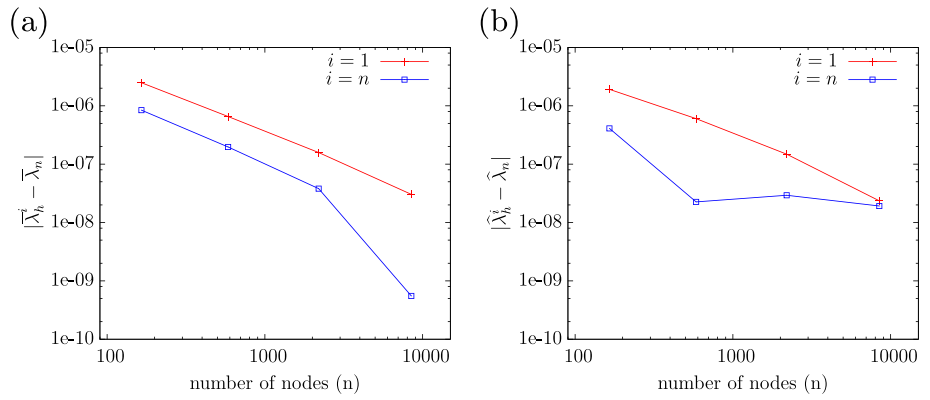 (a)
1e-05
1e-06
1e-07
1e-08
1e-09
1e-10
|λ̅ᵢₕ − λ̅ₙ|
i = 1
i = n
100
1000
10000
number of nodes (n)
(b)
1e-05
1e-06
1e-07
1e-08
1e-09
1e-10
|λ̂ⁱₕ − λ̂ₙ|
i = 1
i = n
100
1000
10000
number of nodes (n)